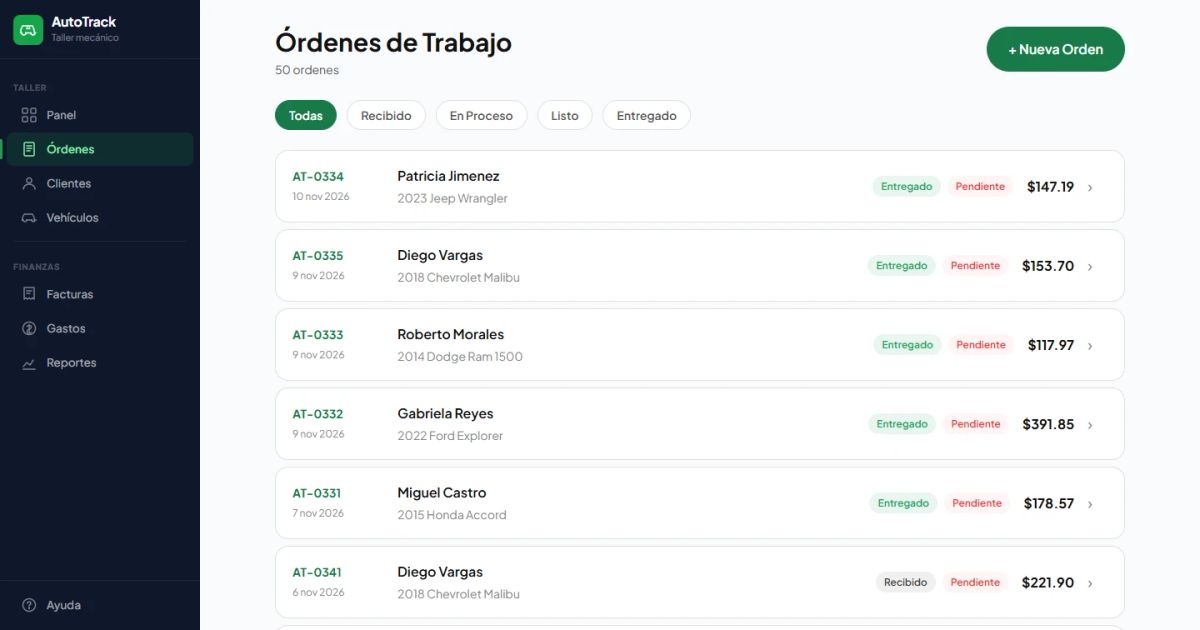 AutoTrack
Taller mecánico
TALLER
Panel
Órdenes
Clientes
Vehículos
FINANZAS
Facturas
Gastos
Reportes
Ayuda
Órdenes de Trabajo
50 ordenes
+ Nueva Orden
Todas Recibido En Proceso Listo Entregado
AT-0334 Patricia Jimenez Entregado Pendiente $147.19 ›
10 nov 2026 2023 Jeep Wrangler
AT-0335 Diego Vargas Entregado Pendiente $153.70 ›
9 nov 2026 2018 Chevrolet Malibu
AT-0333 Roberto Morales Entregado Pendiente $117.97 ›
9 nov 2026 2014 Dodge Ram 1500
AT-0332 Gabriela Reyes Entregado Pendiente $391.85 ›
9 nov 2026 2022 Ford Explorer
AT-0331 Miguel Castro Entregado Pendiente $178.57 ›
7 nov 2026 2015 Honda Accord
AT-0341 Diego Vargas Recibido Pendiente $221.90 ›
6 nov 2026 2018 Chevrolet Malibu